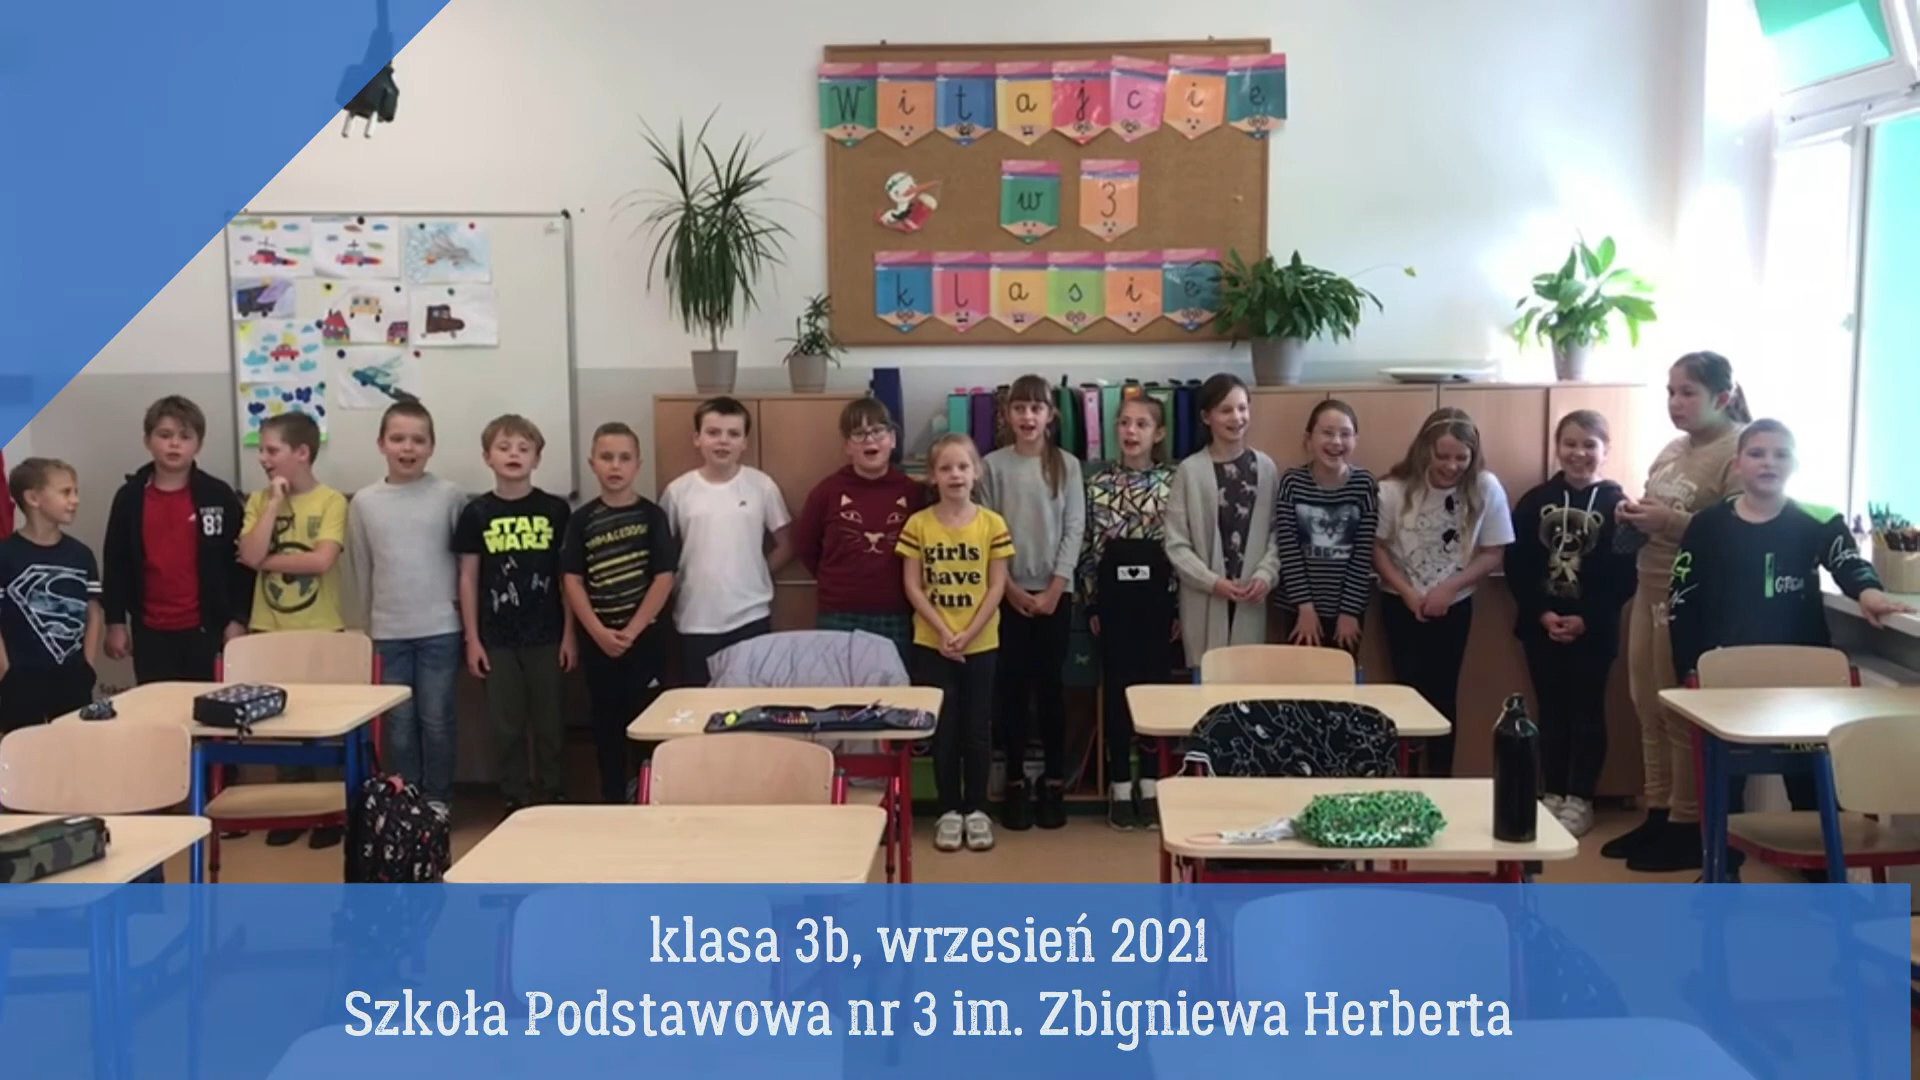 Witajcie
w 3
klasie
83
STAR
WARS
girls
have
fun
klasa 3b, wrzesień 2021
Szkoła Podstawowa nr 3 im. Zbigniewa Herberta